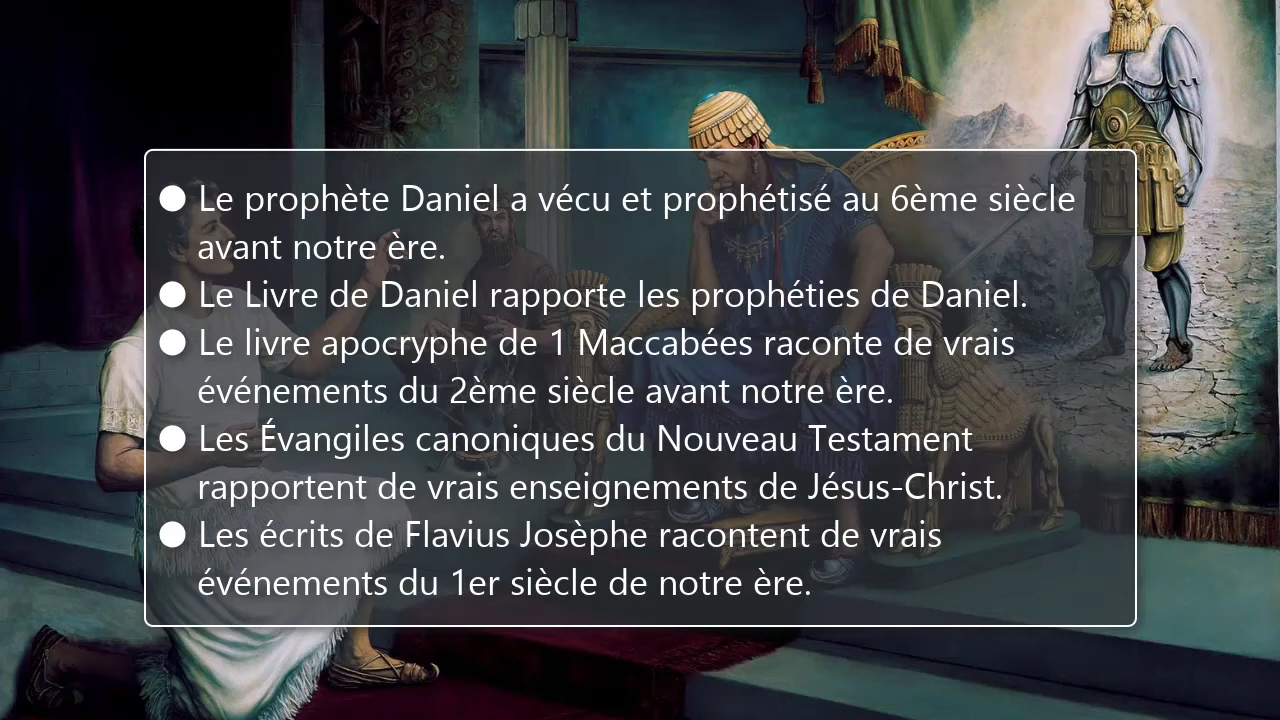 ● Le prophète Daniel a vécu et prophétisé au 6ème siècle
avant notre ère.
● Le Livre de Daniel rapporte les prophéties de Daniel.
● Le livre apocryphe de 1 Maccabées raconte de vrais
événements du 2ème siècle avant notre ère.
● Les Évangiles canoniques du Nouveau Testament
rapportent de vrais enseignements de Jésus-Christ.
● Les écrits de Flavius Josèphe racontent de vrais
événements du 1er siècle de notre ère.